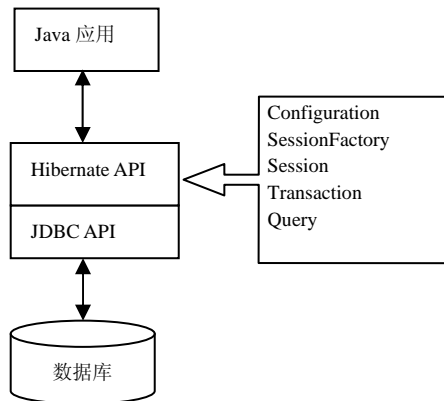 Java 应用
Hibernate API
JDBC API
数据库
Configuration
SessionFactory
Session
Transaction
Query